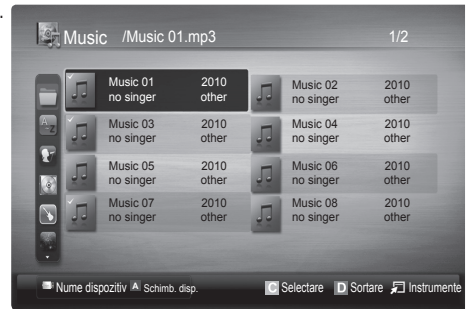 Music /Music 01.mp3 1/2
Music 01 2010 Music 02 2010
no singer other no singer other
Music 03 2010 Music 04 2010
no singer other no singer other
Music 05 2010 Music 06 2010
no singer other no singer other
Music 07 2010 Music 08 2010
no singer other no singer other
Nume dispozitiv A Schimb. disp. C Selectare D Sortare Instrumente